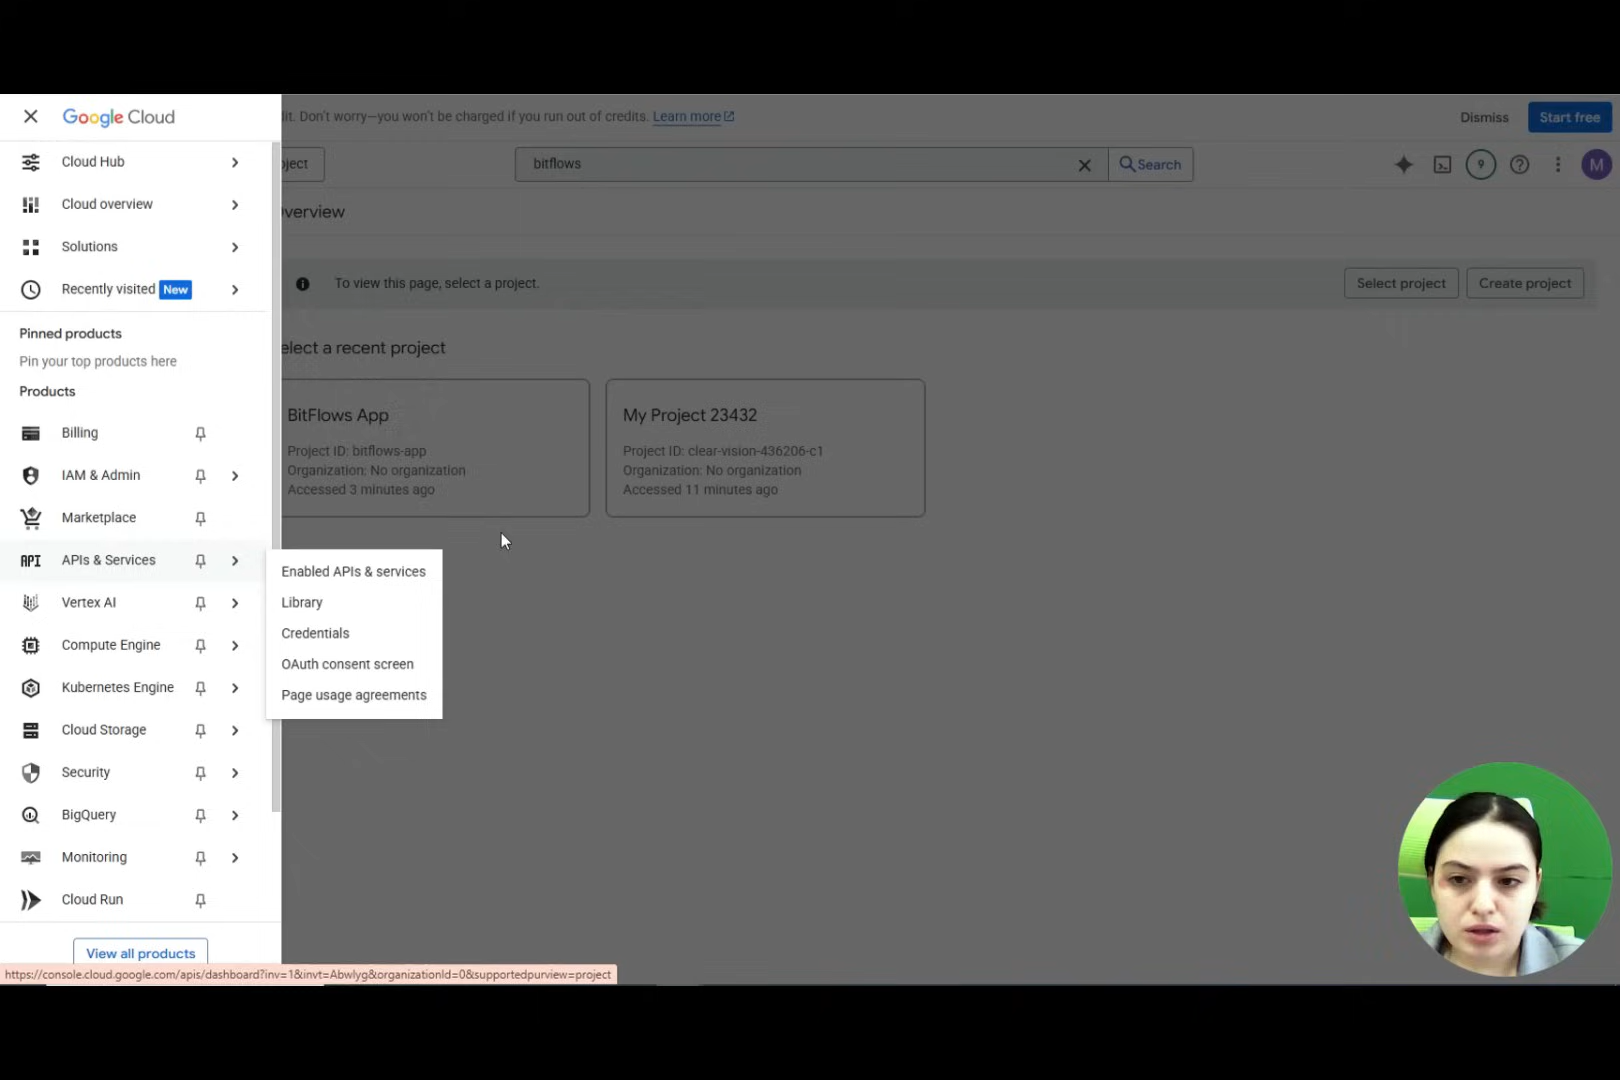 Google Cloud
lit. Don't worry—you won't be charged if you run out of credits. Learn more
Dismiss
Start free
Cloud Hub
oject
bitflows
Search
M
Cloud overview
verview
Solutions
Recently visited New
To view this page, select a project.
Select project
Create project
Pinned products
Pin your top products here
elect a recent project
Products
BitFlows App
Project ID: bitflows-app
Organization: No organization
Accessed 3 minutes ago
My Project 23432
Project ID: clear-vision-436206-c1
Organization: No organization
Accessed 11 minutes ago
Billing
IAM & Admin
Marketplace
API APIs & Services
Enabled APIs & services
Library
Credentials
OAuth consent screen
Page usage agreements
Vertex AI
Compute Engine
Kubernetes Engine
Cloud Storage
Security
BigQuery
Monitoring
Cloud Run
View all products
https://console.cloud.google.com/apis/dashboard?inv=1&invt=Abwlyg&organizationId=0&supportedpurview=project